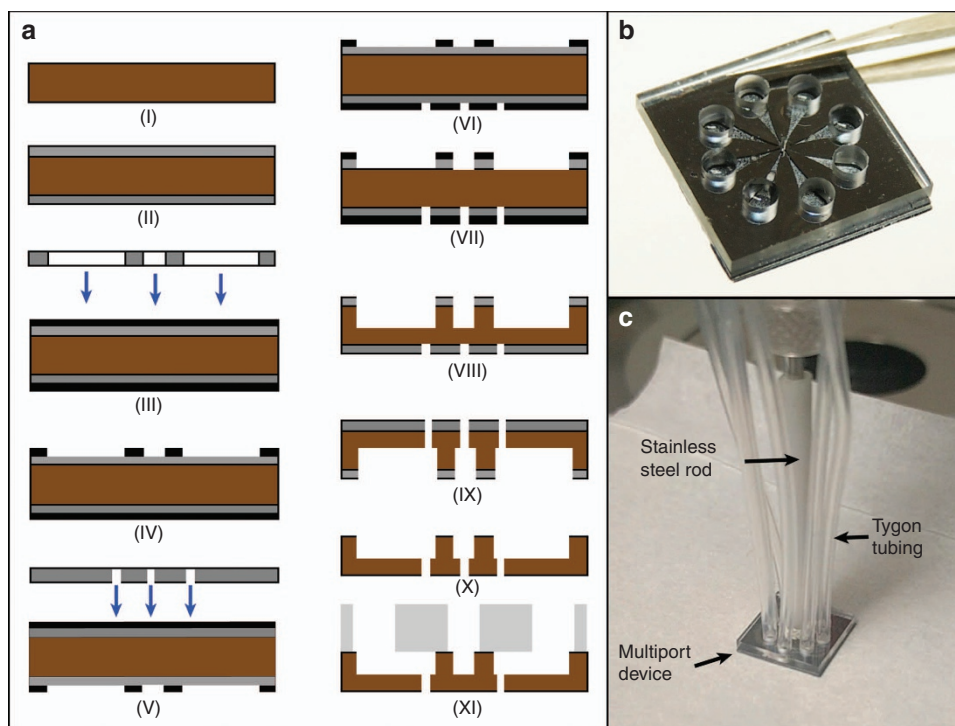 a
(I)
(II)
(III)
(IV)
(V)
(VI)
(VII)
(VIII)
(IX)
(X)
(XI)
b
c
Stainless
steel rod
Tygon
tubing
Multiport
device